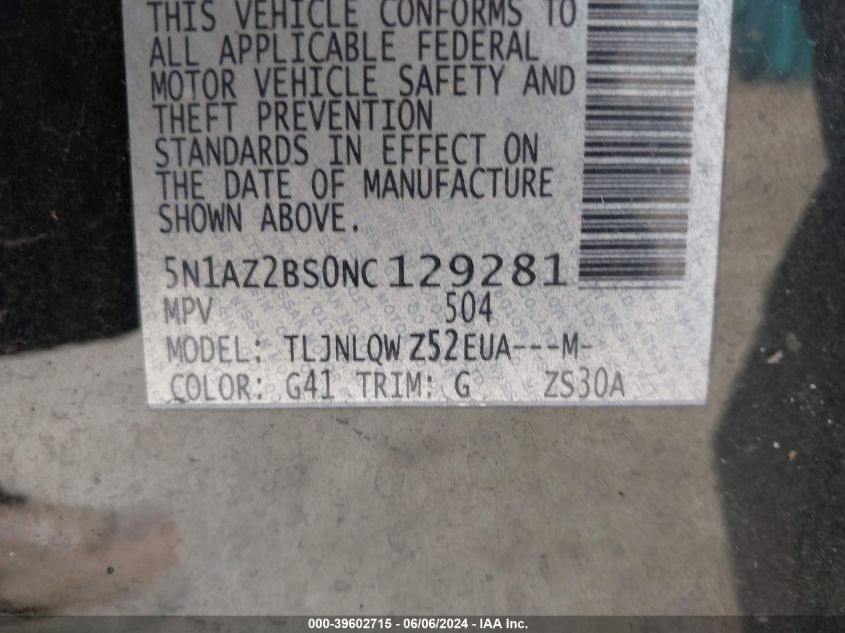 THIS VEHICLE CONFORMS TO
ALL APPLICABLE FEDERAL
MOTOR VEHICLE SAFETY AND
THEFT PREVENTION
STANDARDS IN EFFECT ON
THE DATE OF MANUFACTURE
SHOWN ABOVE.
5N1AZ2BS0NC129281
MPV 504
MODEL: TLJNLQW Z52EUA---M-
COLOR: G41 TRIM: G ZS30A
000-39602715 - 06/06/2024 - IAA Inc.